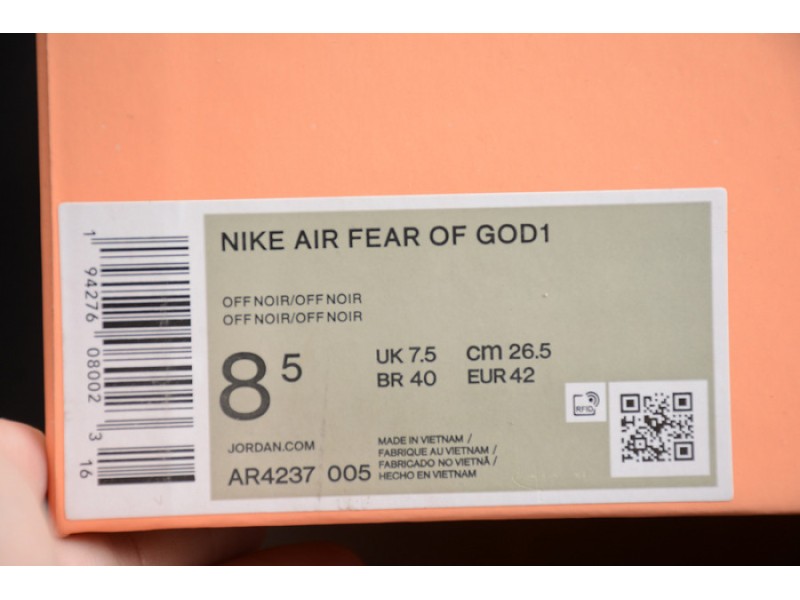 NIKE AIR FEAR OF GOD1
OFF NOIR/OFF NOIR
OFF NOIR/OFF NOIR
8 5
UK 7.5 cm 26.5
BR 40 EUR 42
RFID
JORDAN.COM
AR4237 005
MADE IN VIETNAM /
FABRIQUE AU VIETNAM /
FABRICADO NO VIETNÃ /
HECHO EN VIETNAM
1 94276 08002 3 16